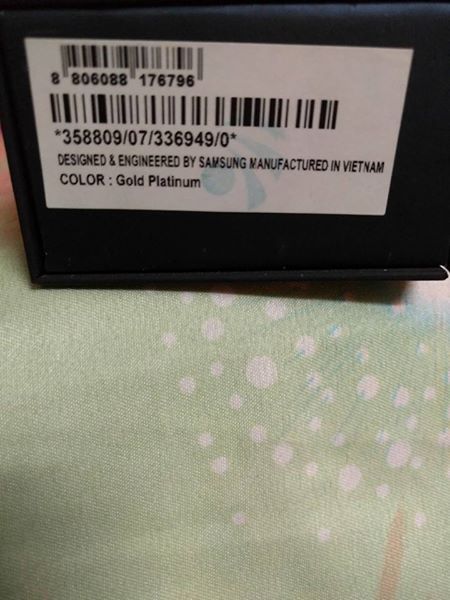 8 806088 176796
*358809/07/336949/0*
DESIGNED & ENGINEERED BY SAMSUNG MANUFACTURED IN VIETNAM
COLOR : Gold Platinum